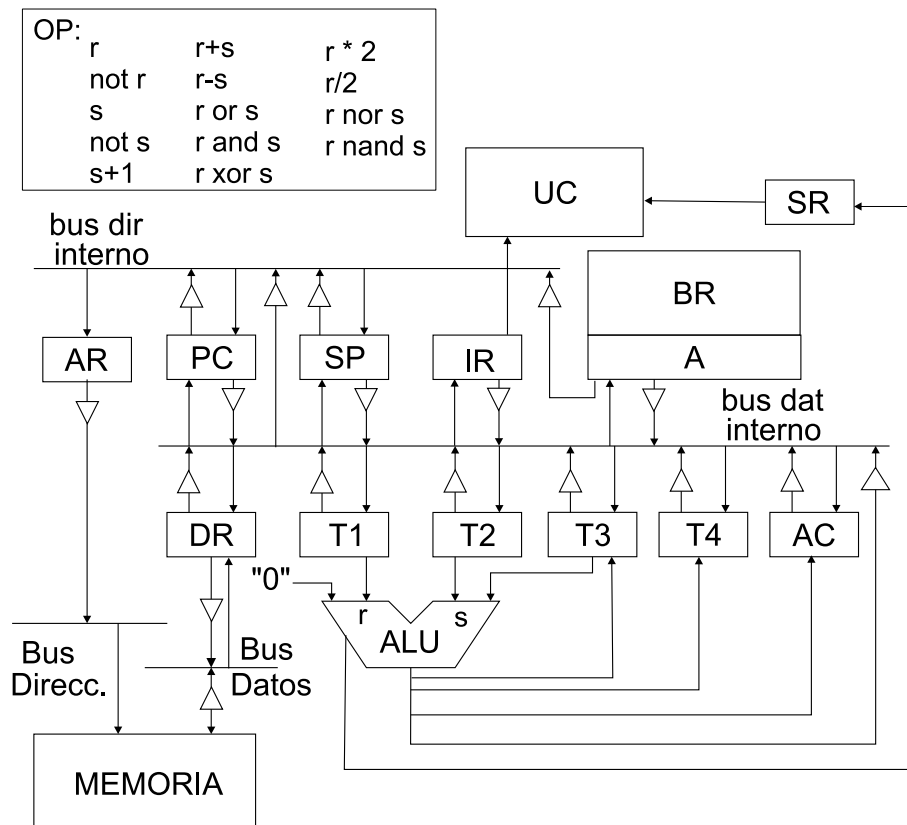 OP:
r r+s r * 2
not r r-s r/2
s r or s r nor s
not s r and s r nand s
s+1 r xor s
UC
SR
bus dir
interno
BR
AR
PC
SP
IR
A
bus dat
interno
DR
T1
T2
T3
T4
AC
"0"
r
s
ALU
Bus
Direcc.
Bus
Datos
MEMORIA